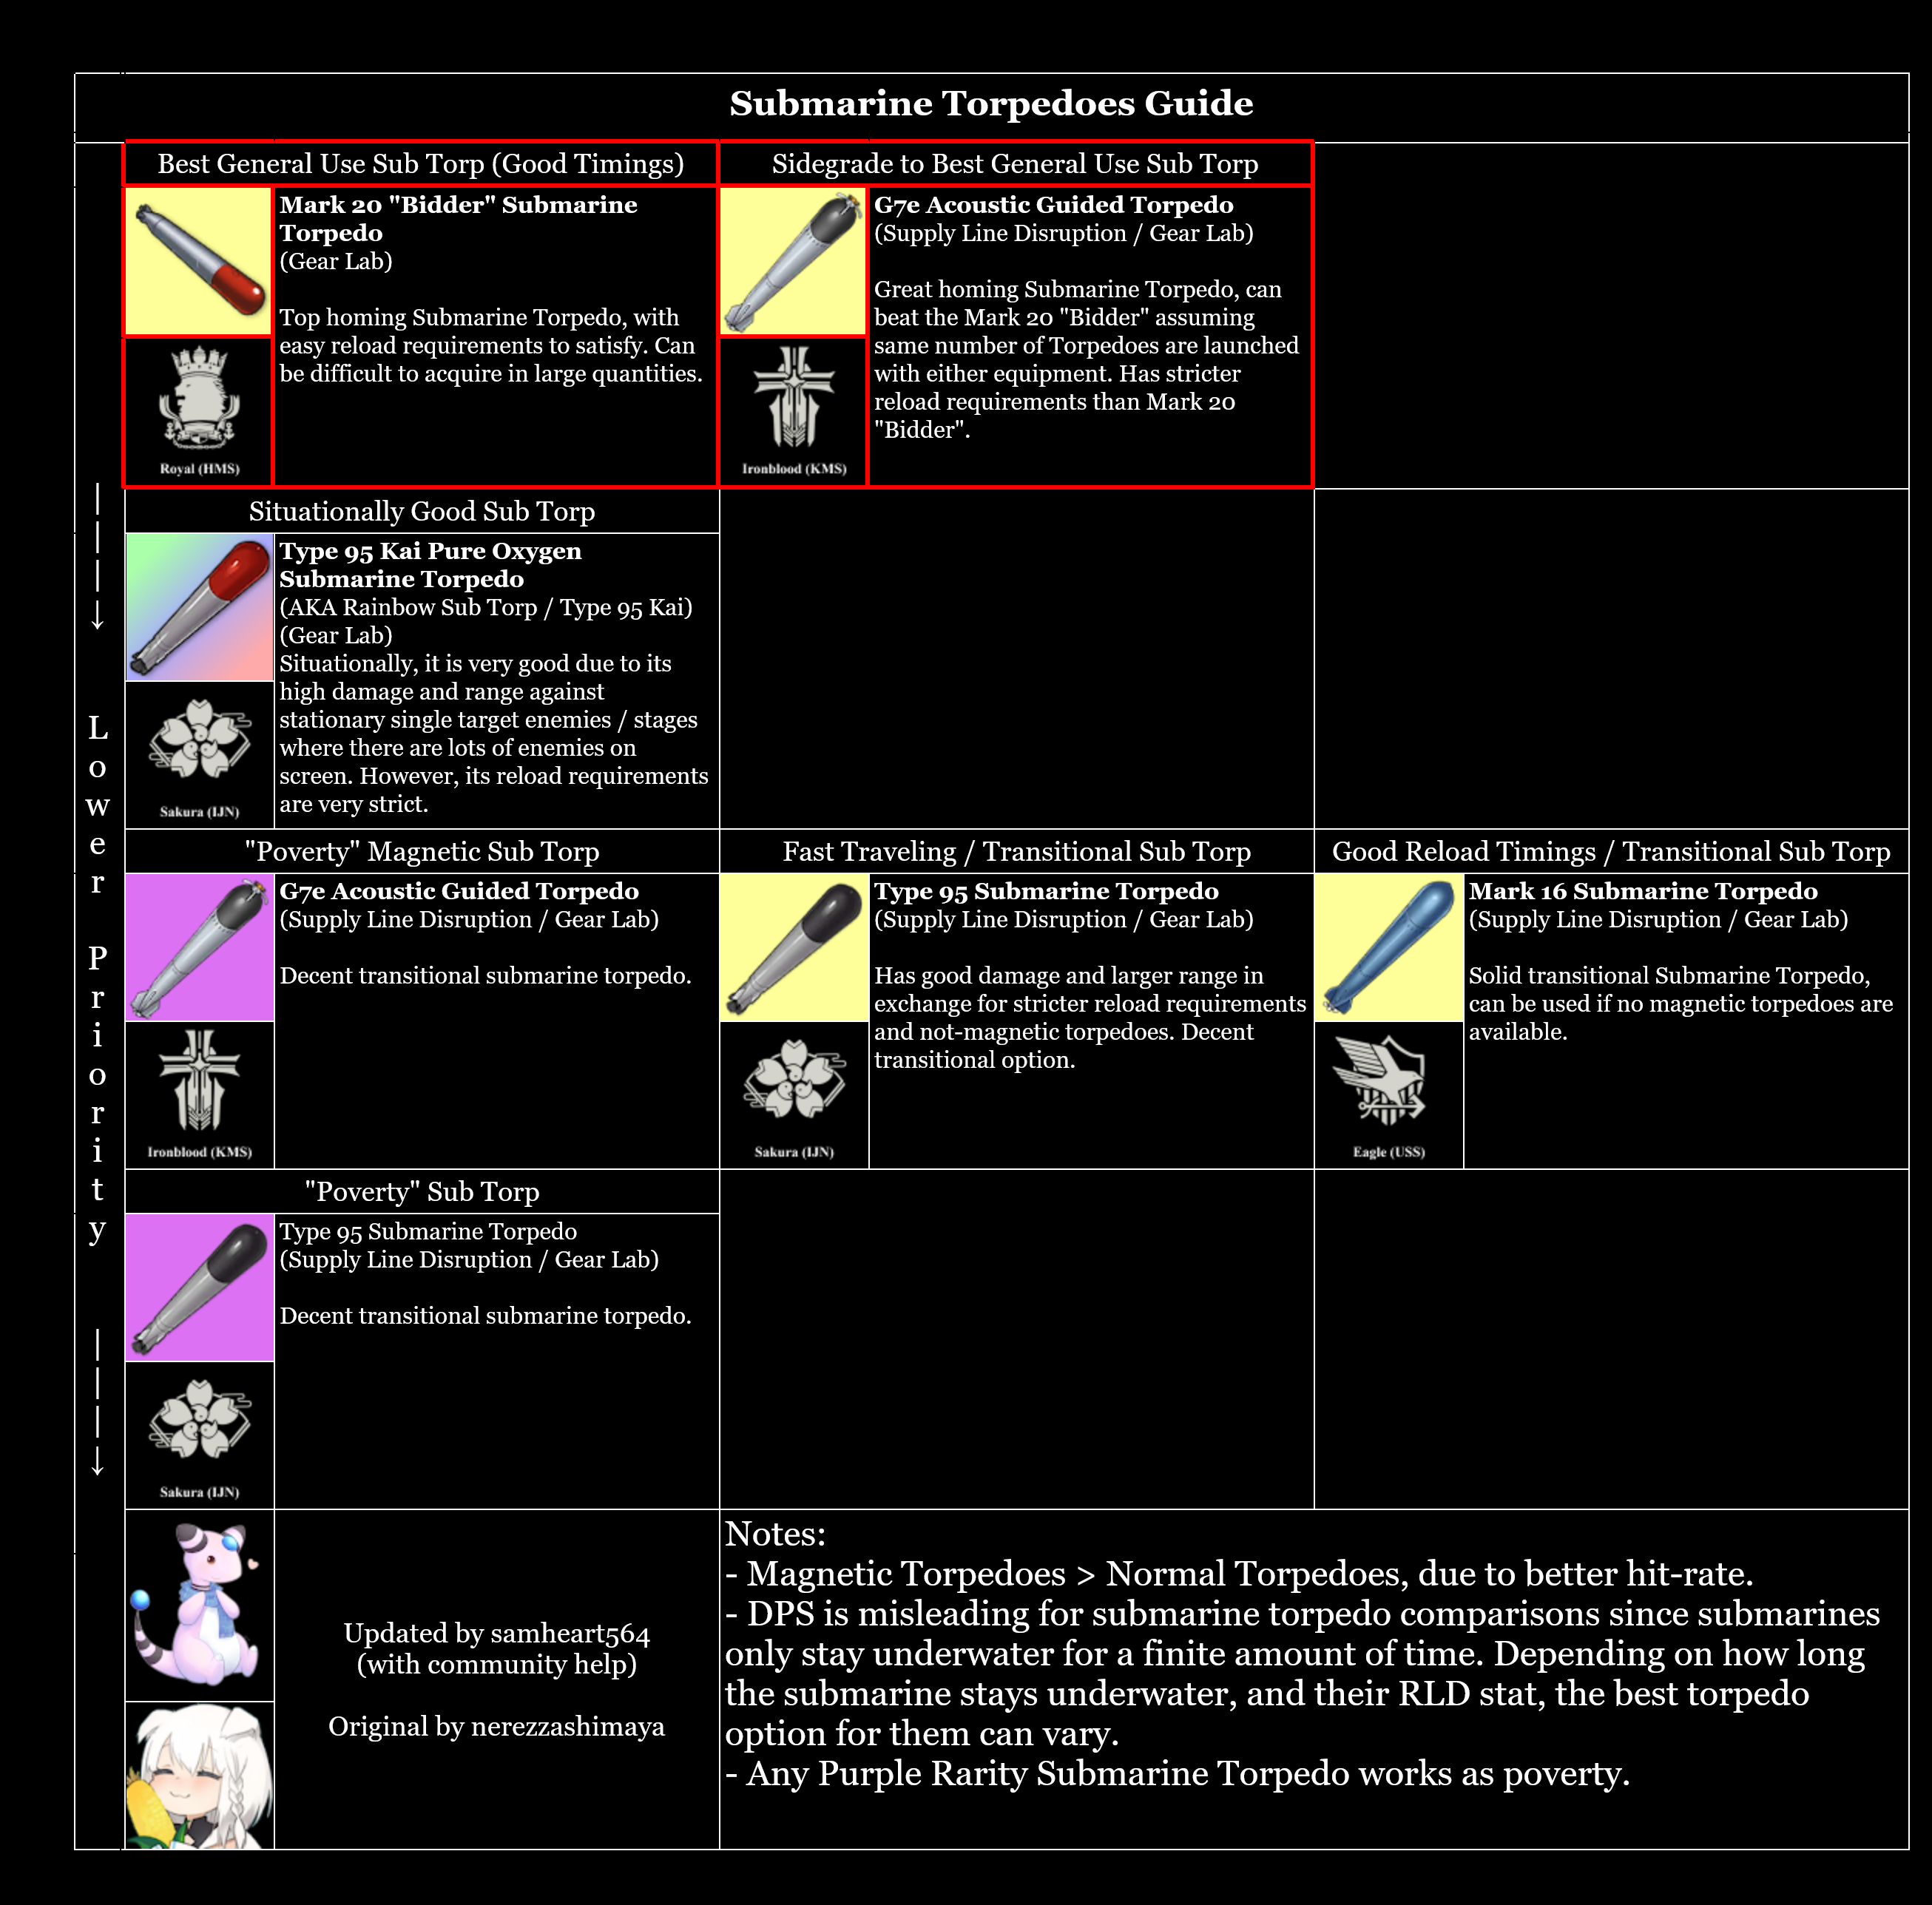 Submarine Torpedoes Guide
Best General Use Sub Torp (Good Timings)
Sidegrade to Best General Use Sub Torp
Mark 20 "Bidder" Submarine
Torpedo
(Gear Lab)
Top homing Submarine Torpedo, with
easy reload requirements to satisfy. Can
be difficult to acquire in large quantities.
Royal (HMS)
G7e Acoustic Guided Torpedo
(Supply Line Disruption / Gear Lab)
Great homing Submarine Torpedo, can
beat the Mark 20 "Bidder" assuming
same number of Torpedoes are launched
with either equipment. Has stricter
reload requirements than Mark 20
"Bidder".
Ironblood (KMS)
Lower Priority
Situationally Good Sub Torp
Type 95 Kai Pure Oxygen
Submarine Torpedo
(AKA Rainbow Sub Torp / Type 95 Kai)
(Gear Lab)
Situationally, it is very good due to its
high damage and range against
stationary single target enemies / stages
where there are lots of enemies on
screen. However, its reload requirements
are very strict.
Sakura (IJN)
"Poverty" Magnetic Sub Torp
Fast Traveling / Transitional Sub Torp
Good Reload Timings / Transitional Sub Torp
G7e Acoustic Guided Torpedo
(Supply Line Disruption / Gear Lab)
Decent transitional submarine torpedo.
Ironblood (KMS)
Type 95 Submarine Torpedo
(Supply Line Disruption / Gear Lab)
Has good damage and larger range in
exchange for stricter reload requirements
and not-magnetic torpedoes. Decent
transitional option.
Sakura (IJN)
Mark 16 Submarine Torpedo
(Supply Line Disruption / Gear Lab)
Solid transitional Submarine Torpedo,
can be used if no magnetic torpedoes are
available.
Eagle (USS)
"Poverty" Sub Torp
Type 95 Submarine Torpedo
(Supply Line Disruption / Gear Lab)
Decent transitional submarine torpedo.
Sakura (IJN)
Updated by samheart564
(with community help)
Original by nerezzashimaya
Notes:
- Magnetic Torpedoes > Normal Torpedoes, due to better hit-rate.
- DPS is misleading for submarine torpedo comparisons since submarines
only stay underwater for a finite amount of time. Depending on how long
the submarine stays underwater, and their RLD stat, the best torpedo
option for them can vary.
- Any Purple Rarity Submarine Torpedo works as poverty.